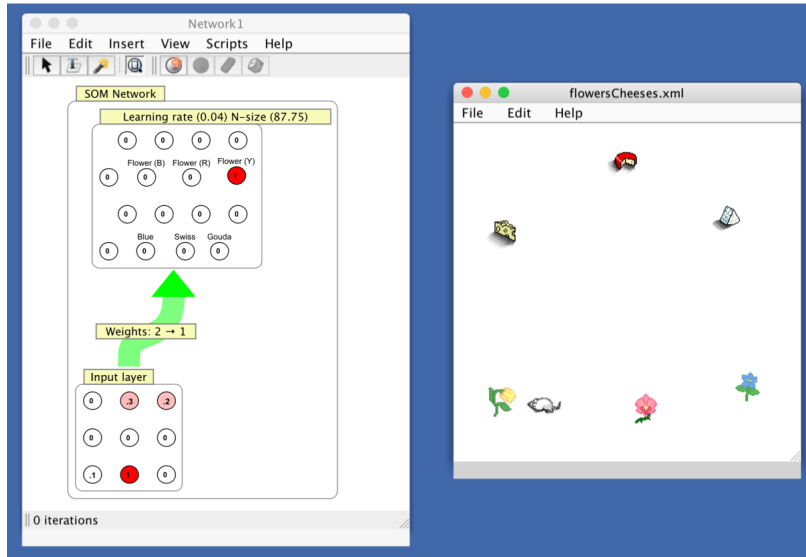 Network1
File Edit Insert View Scripts Help
SOM Network
Learning rate (0.04) N-size (87.75)
0 0 0 0
Flower (B) Flower (R) Flower (Y)
0 0 0 1
0 0 0 0
Blue Swiss Gouda
0 0 0 0
Weights: 2 → 1
Input layer
0 .3 .2
0 0 0
.1 1 0
0 iterations
flowersCheeses.xml
File Edit Help